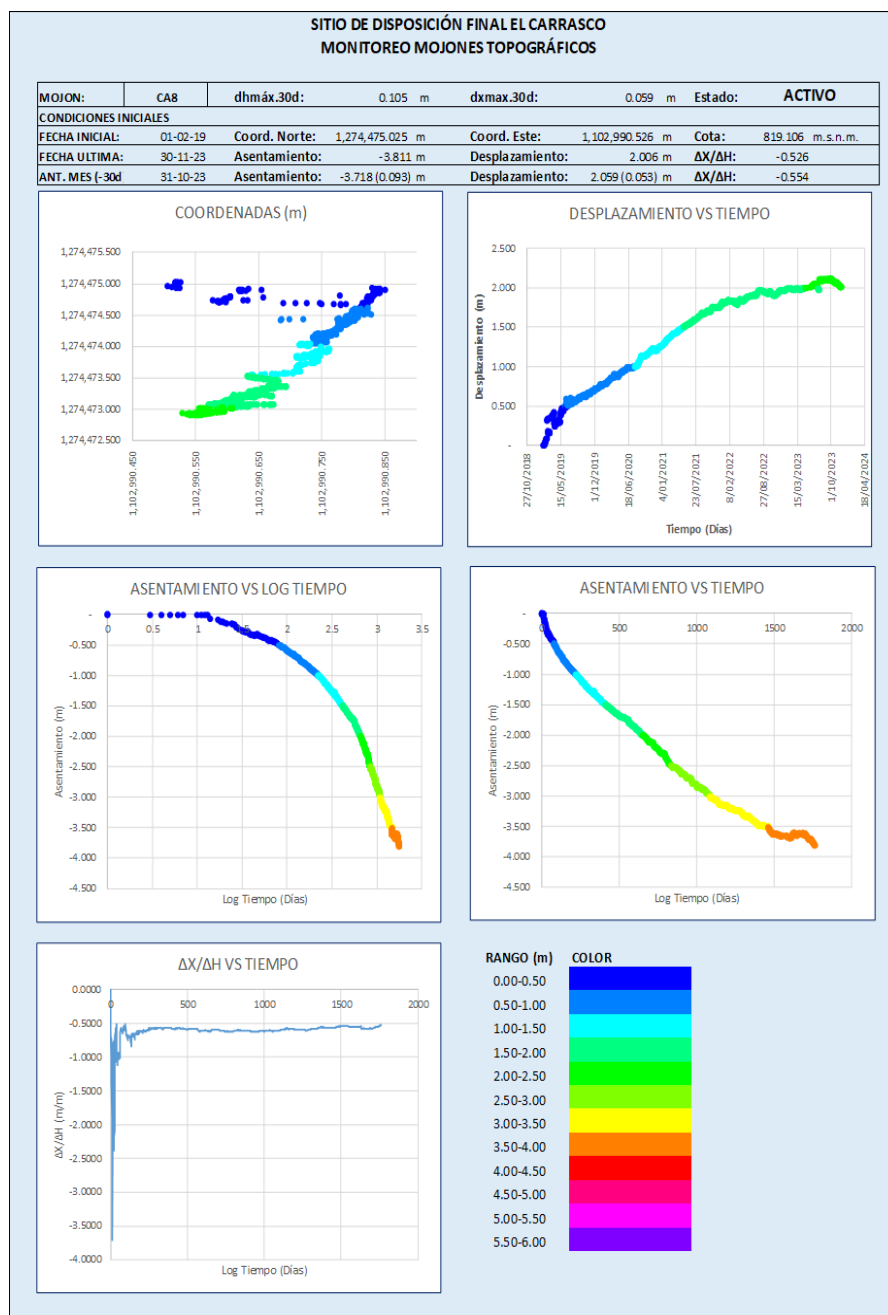 SITIO DE DISPOSICIÓN FINAL EL CARRASCO
MONITOREO MOJONES TOPOGRÁFICOS
MOJON: CA8 dhmáx.30d: 0.105 m dxmax.30d: 0.059 m Estado: ACTIVO
CONDICIONES INICIALES
FECHA INICIAL: 01-02-19 Coord. Norte: 1,274,475.025 m Coord. Este: 1,102,990.526 m Cota: 819.106 m.s.n.m.
FECHA ULTIMA: 30-11-23 Asentamiento: -3.811 m Desplazamiento: 2.006 m ΔX/ΔH: -0.526
ANT. MES (-30d 31-10-23 Asentamiento: -3.718 (0.093) m Desplazamiento: 2.059 (0.053) m ΔX/ΔH: -0.554
COORDENADAS (m)
1,274,475.500
1,274,475.000
1,274,474.500
1,274,474.000
1,274,473.500
1,274,473.000
1,274,472.500
1,102,990.450
1,102,990.550
1,102,990.650
1,102,990.750
1,102,990.850
DESPLAZAMIENTO VS TIEMPO
Desplazamiento (m)
2.500
2.000
1.500
1.000
0.500
-
27/10/2018
15/05/2019
1/12/2019
18/06/2020
4/01/2021
23/07/2021
8/02/2022
27/08/2022
15/03/2023
1/10/2023
18/04/2024
Tiempo (Días)
ASENTAMIENTO VS LOG TIEMPO
Asentamiento (m)
-
-0.500
-1.000
-1.500
-2.000
-2.500
-3.000
-3.500
-4.000
-4.500
0 0.5 1 1.5 2 2.5 3 3.5
Log Tiempo (Días)
ASENTAMIENTO VS TIEMPO
Asentamiento (m)
-
-0.500
-1.000
-1.500
-2.000
-2.500
-3.000
-3.500
-4.000
-4.500
0 500 1000 1500 2000
Log Tiempo (Días)
ΔX/ΔH VS TIEMPO
ΔX/ΔH (m/m)
0.0000
-0.5000
-1.0000
-1.5000
-2.0000
-2.5000
-3.0000
-3.5000
-4.0000
0 500 1000 1500 2000
Log Tiempo (Días)
RANGO (m) COLOR
0.00-0.50
0.50-1.00
1.00-1.50
1.50-2.00
2.00-2.50
2.50-3.00
3.00-3.50
3.50-4.00
4.00-4.50
4.50-5.00
5.00-5.50
5.50-6.00